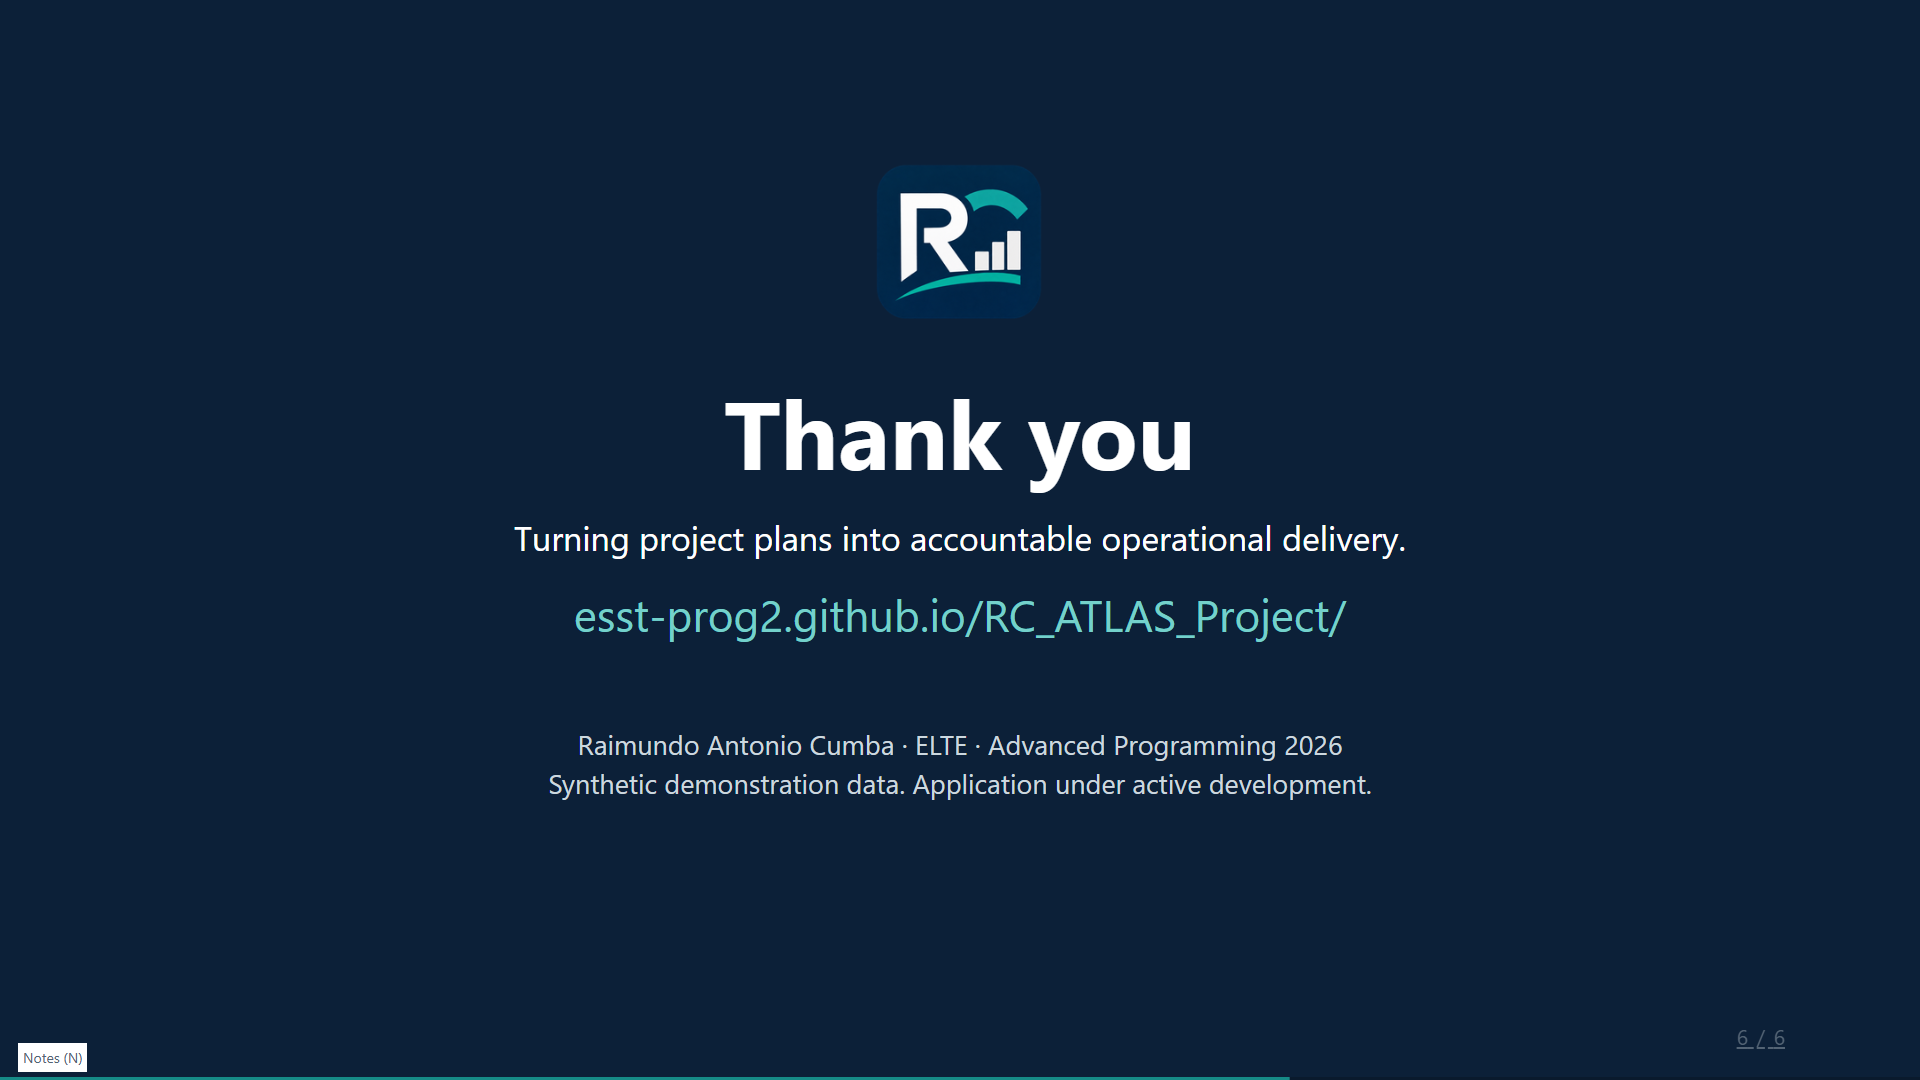 RC
Thank you
Turning project plans into accountable operational delivery.
esst-prog2.github.io/RC_ATLAS_Project/
Raimundo Antonio Cumba · ELTE · Advanced Programming 2026
Synthetic demonstration data. Application under active development.
6 / 6
Notes (N)